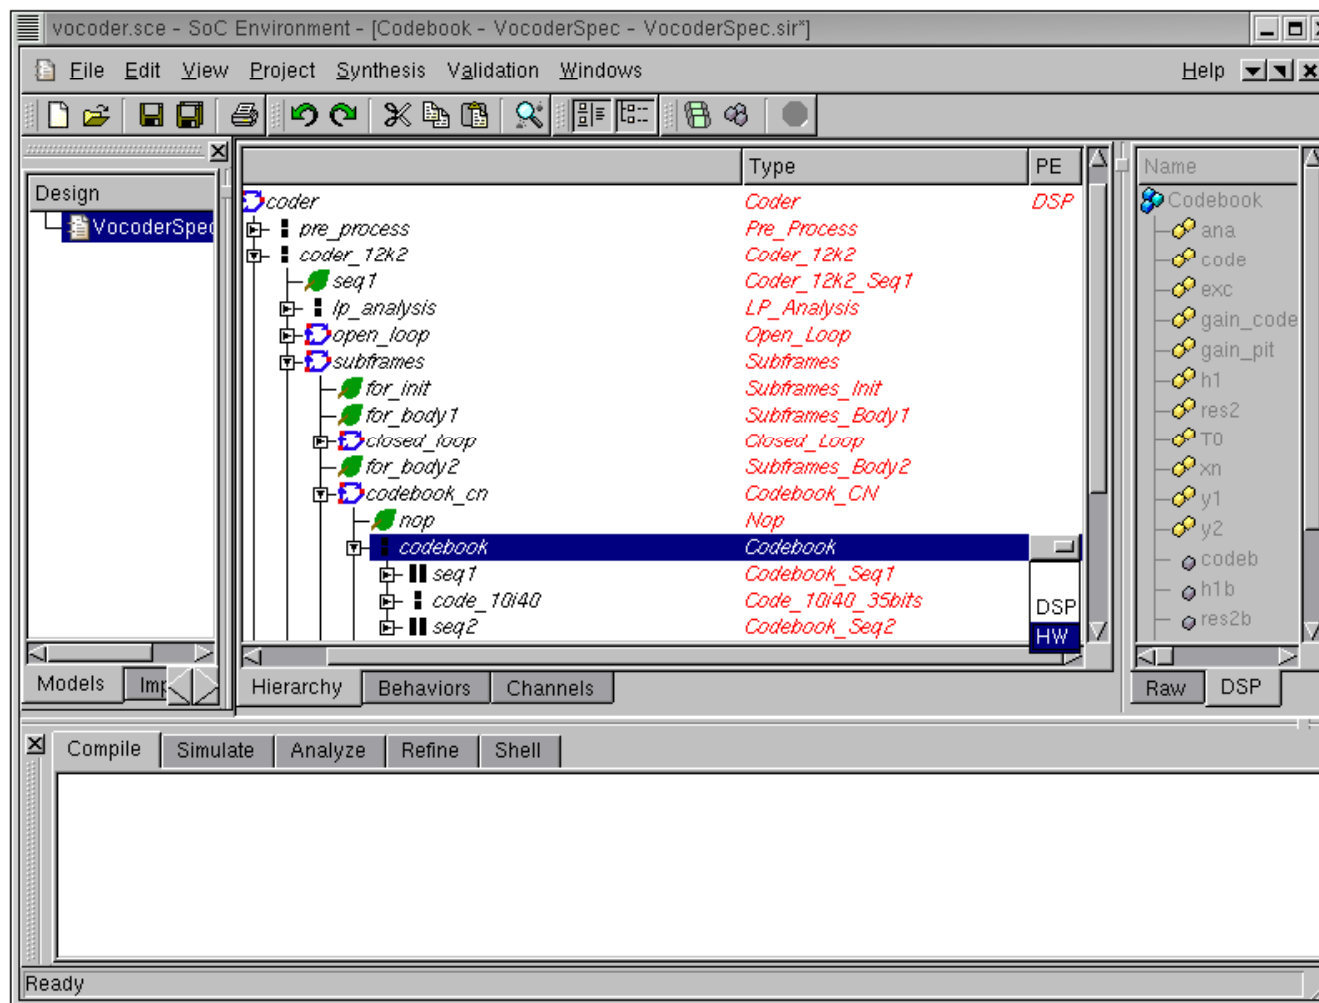 vocoder.sce - SoC Environment - [Codebook - VocoderSpec - VocoderSpec.sir*]
File Edit View Project Synthesis Validation Windows Help
Design
VocoderSpec
Models
Type PE
coder Coder DSP
pre_process Pre_Process
coder_12k2 Coder_12k2
seq1 Coder_12k2_Seq1
lp_analysis LP_Analysis
open_loop Open_Loop
subframes Subframes
for_init Subframes_Init
for_body1 Subframes_Body1
closed_loop Closed_Loop
for_body2 Subframes_Body2
codebook_cn Codebook_CN
nop Nop
codebook Codebook
seq1 Codebook_Seq1
code_10i40 Code_10i40_35bits
seq2 Codebook_Seq2
DSP
HW
Hierarchy Behaviors Channels
Name
Codebook
ana
code
exc
gain_code
gain_pit
h1
res2
T0
xn
y1
y2
codeb
h1b
res2b
Raw DSP
Compile Simulate Analyze Refine Shell
Ready